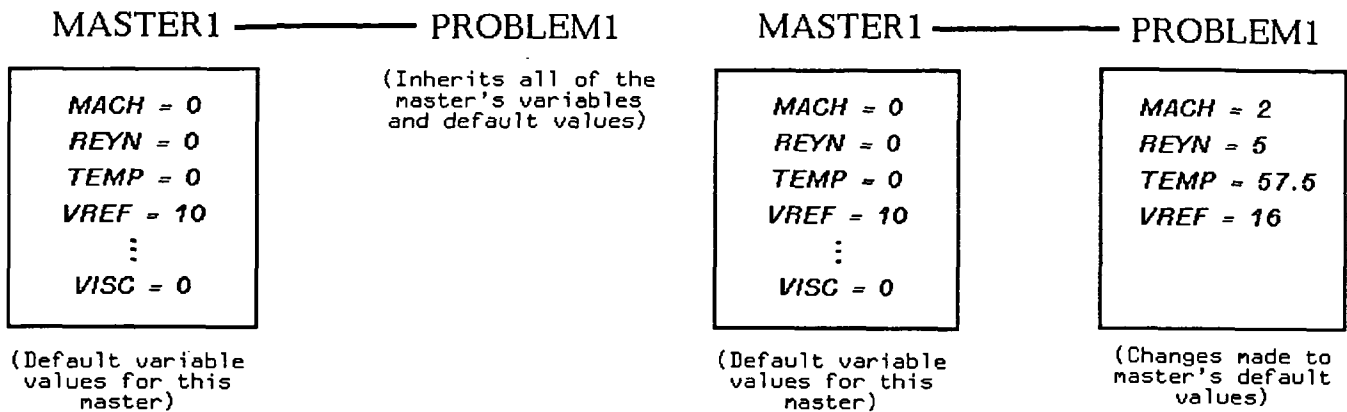 MASTER1 PROBLEM1
MACH = 0
REYN = 0
TEMP = 0
VREF = 10
⋮
VISC = 0
(Default variable
values for this
master)
(Inherits all of the
master's variables
and default values)
MASTER1 PROBLEM1
MACH = 0
REYN = 0
TEMP = 0
VREF = 10
⋮
VISC = 0
(Default variable
values for this
master)
MACH = 2
REYN = 5
TEMP = 57.5
VREF = 16
(Changes made to
master's default
values)